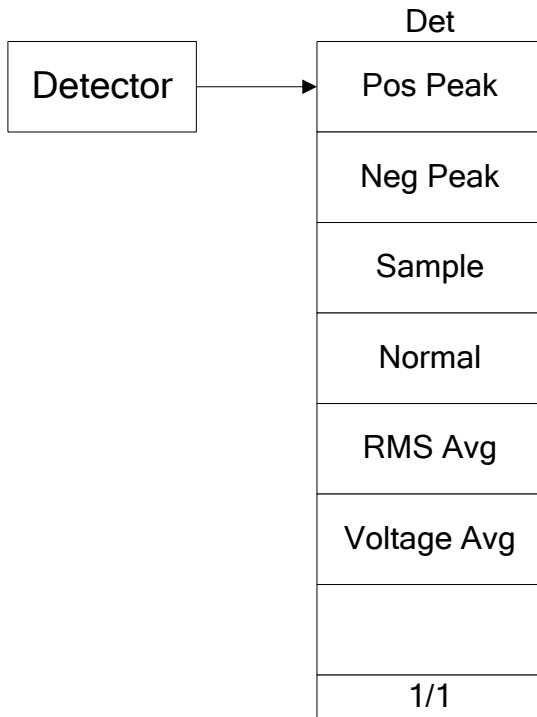 Det
Detector
Pos Peak
Neg Peak
Sample
Normal
RMS Avg
Voltage Avg
1/1